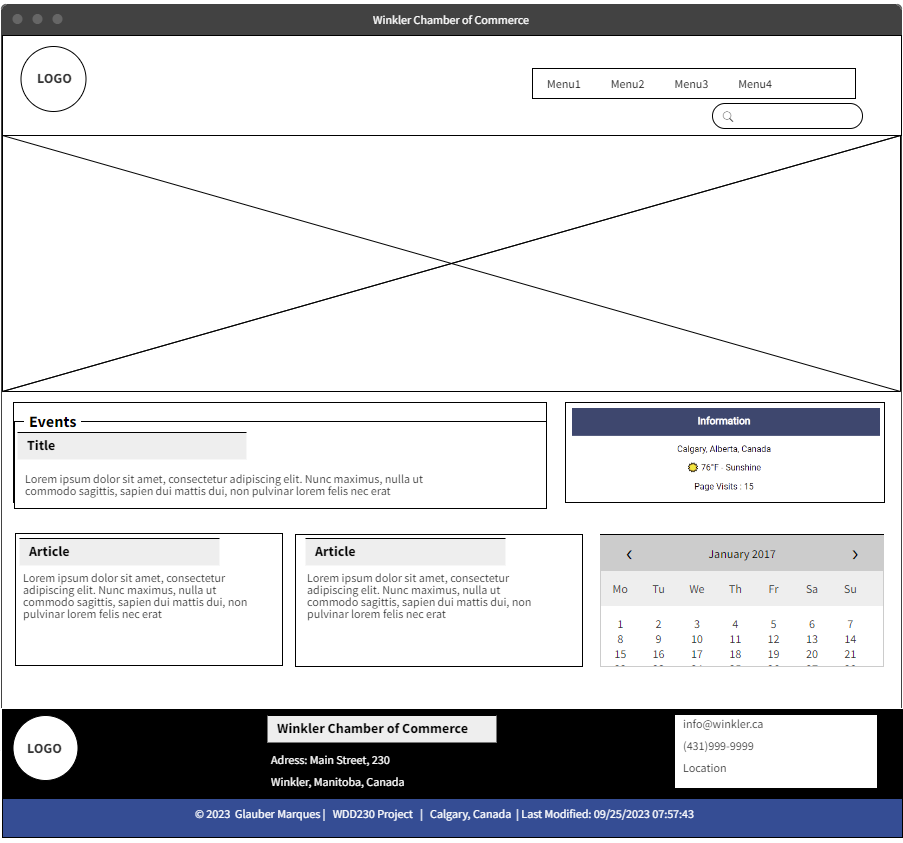 Winkler Chamber of Commerce
LOGO
Menu1 Menu2 Menu3 Menu4
Events
Title
Lorem ipsum dolor sit amet, consectetur adipiscing elit. Nunc maximus, nulla ut
commodo sagittis, sapien dui mattis dui, non pulvinar lorem felis nec erat
Information
Calgary, Alberta, Canada
76°F - Sunshine
Page Visits : 15
Article
Lorem ipsum dolor sit amet, consectetur
adipiscing elit. Nunc maximus, nulla ut
commodo sagittis, sapien dui mattis dui, non
pulvinar lorem felis nec erat
Article
Lorem ipsum dolor sit amet, consectetur
adipiscing elit. Nunc maximus, nulla ut
commodo sagittis, sapien dui mattis dui, non
pulvinar lorem felis nec erat
‹ January 2017 ›
Mo Tu We Th Fr Sa Su
1 2 3 4 5 6 7
8 9 10 11 12 13 14
15 16 17 18 19 20 21
LOGO
Winkler Chamber of Commerce
Adress: Main Street, 230
Winkler, Manitoba, Canada
info@winkler.ca
(431)999-9999
Location
© 2023 Glauber Marques | WDD230 Project | Calgary, Canada | Last Modified: 09/25/2023 07:57:43